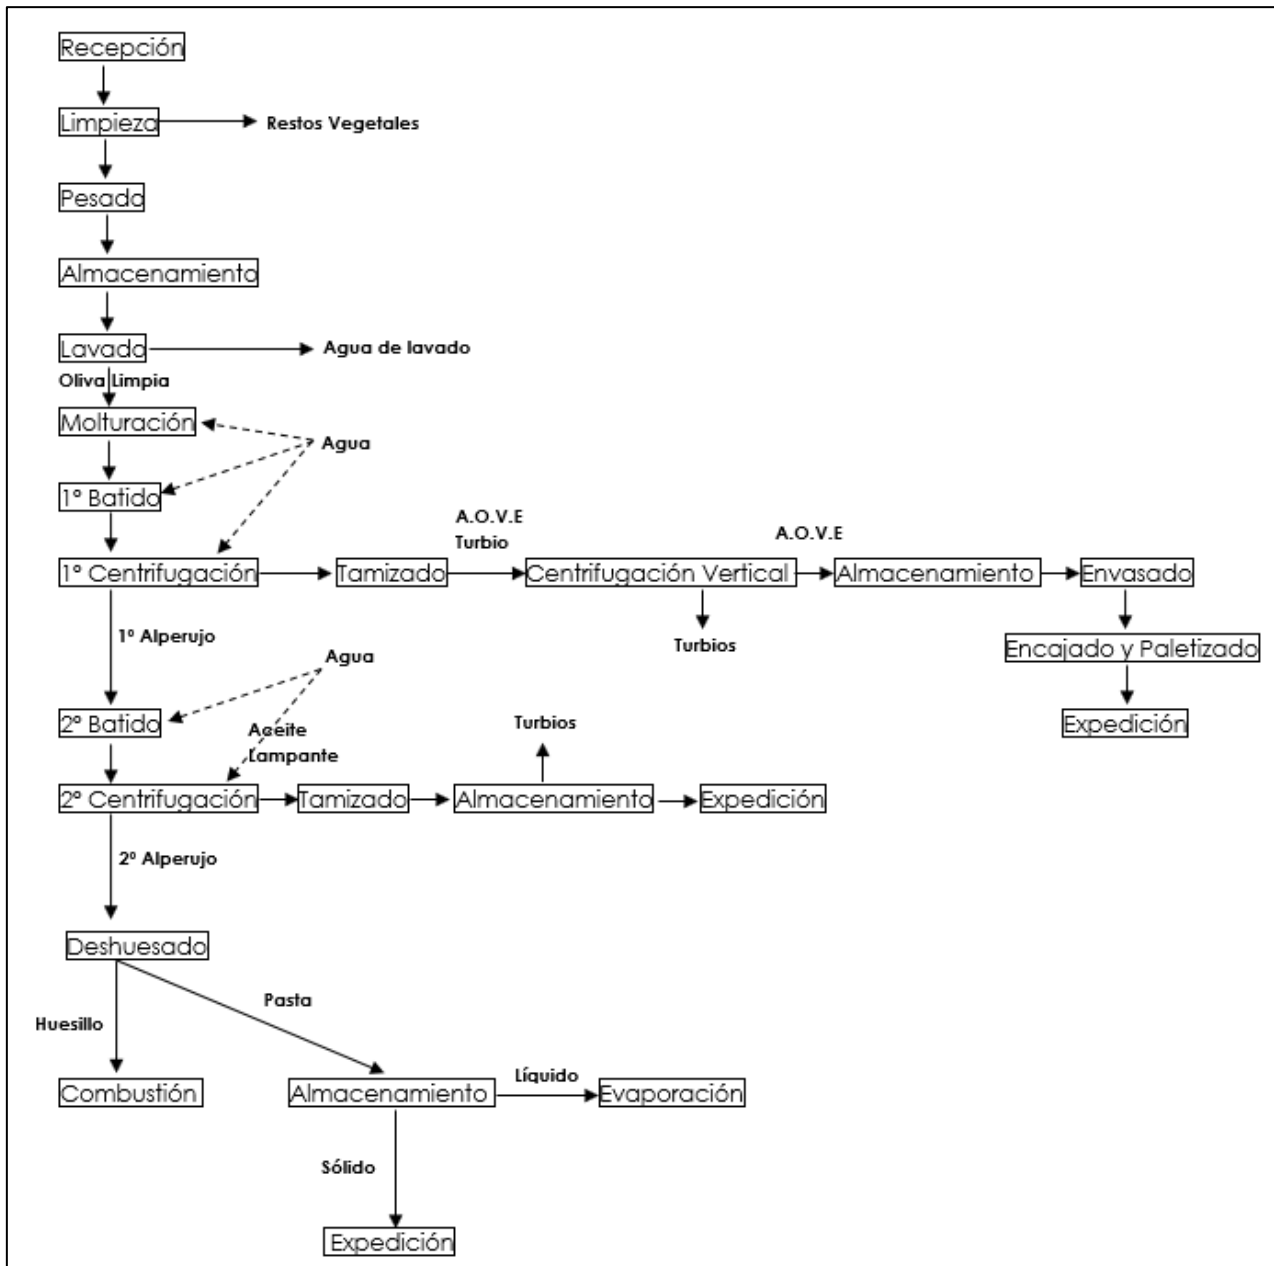 Recepción
Limpieza
Restos Vegetales
Pesado
Almacenamiento
Lavado
Agua de lavado
Oliva Limpia
Molturación
Agua
1º Batido
A.O.V.E
Turbio
A.O.V.E
1º Centrifugación
Tamizado
Centrifugación Vertical
Almacenamiento
Envasado
1º Alperujo
Turbios
Encajado y Paletizado
Agua
2º Batido
Aceite
Lampante
Turbios
Expedición
2º Centrifugación
Tamizado
Almacenamiento
Expedición
2º Alperujo
Deshuesado
Pasta
Huesillo
Combustión
Almacenamiento
Líquido
Evaporación
Sólido
Expedición